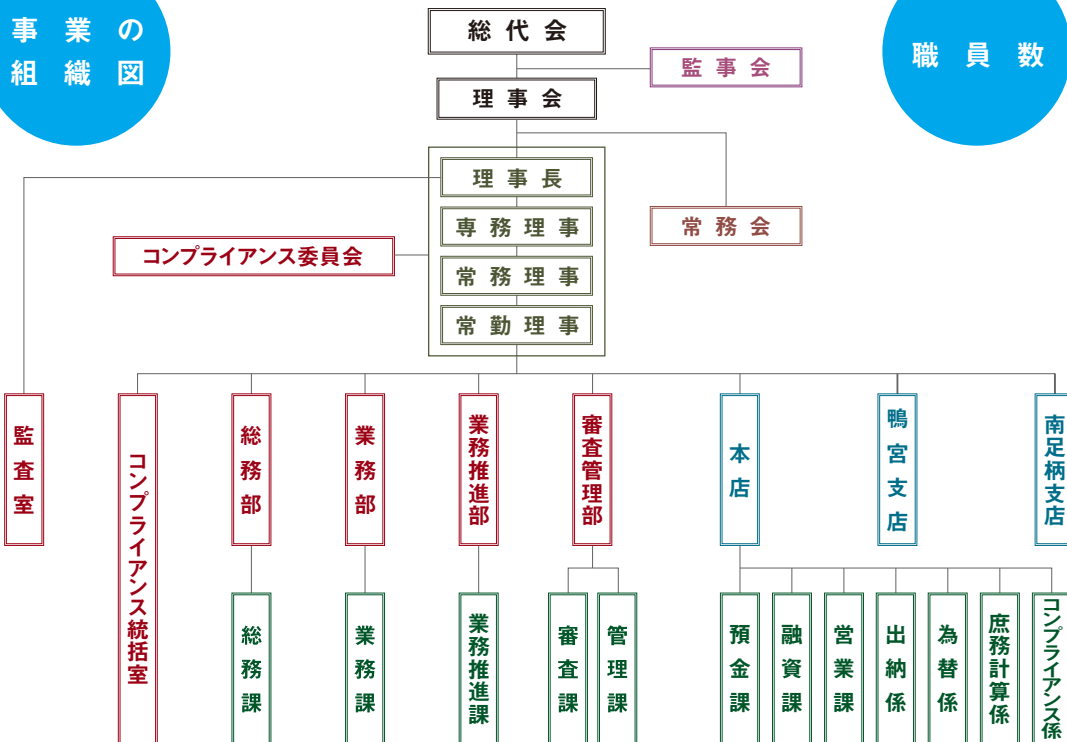 事業の
組織図
職員数
総代会
監事会
理事会
理事長
専務理事
常務会
コンプライアンス委員会
常務理事
常勤理事
監査室
コンプライアンス統括室
総務部
業務部
業務推進部
審査管理部
本店
鴨宮支店
南足柄支店
総務課
業務課
業務推進課
審査課
管理課
預金課
融資課
営業課
出納係
為替係
庶務計算係
コンプライアンス係